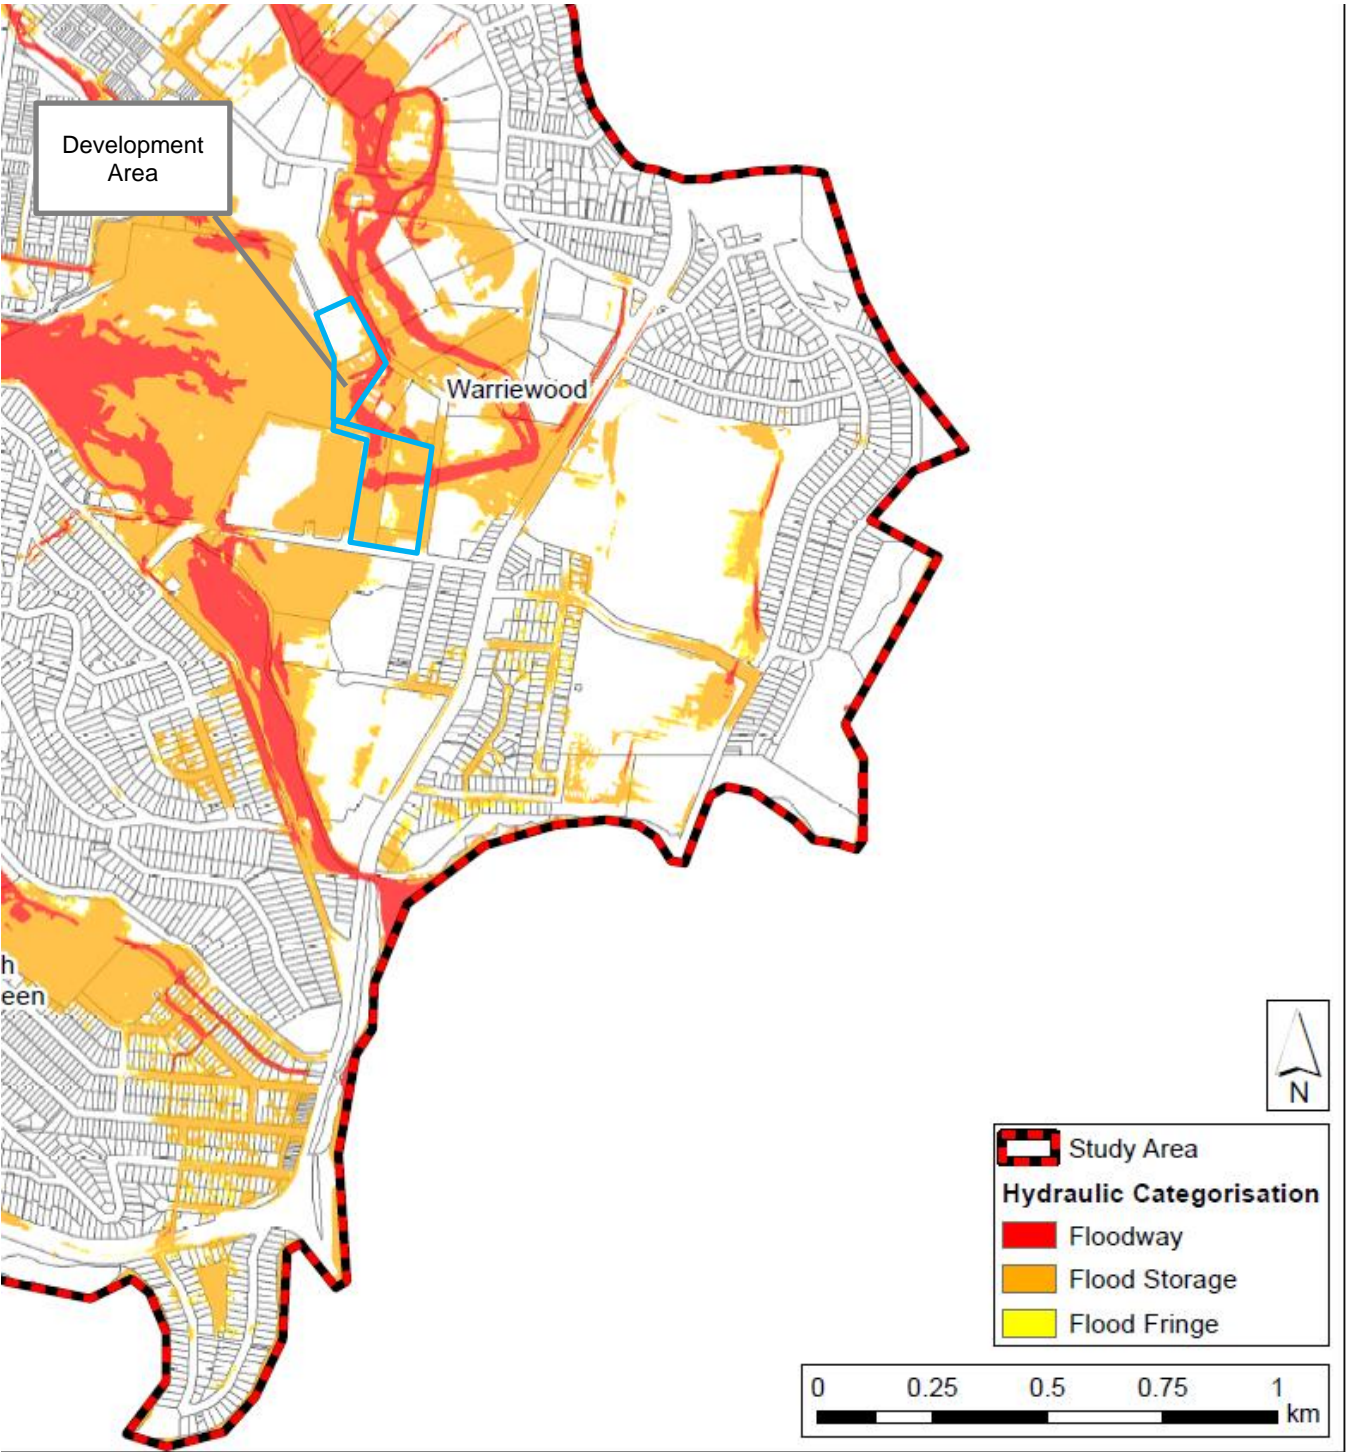 Development
Area
Warriewood
h
een
N
Study Area
Hydraulic Categorisation
Floodway
Flood Storage
Flood Fringe
0 0.25 0.5 0.75 1
km